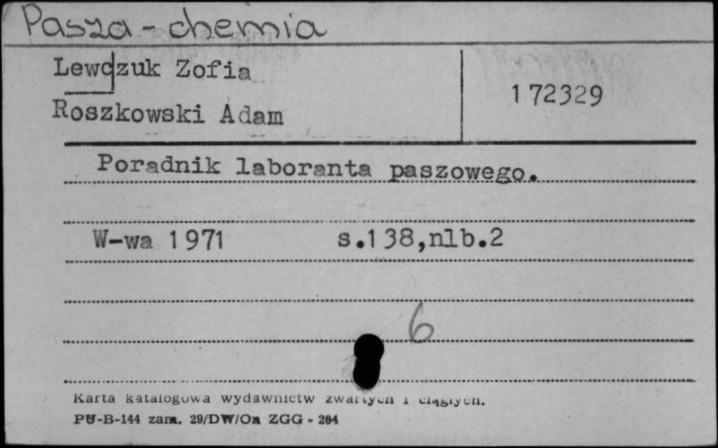 Pasza - chemia
Lewczuk Zofia
172329
Roszkowski Adam
Poradnik laboranta paszowego.
W-wa 1971 s.138,nlb.2
6
Karta katalogowa wydawnictw zwartych i ciągłych.
PU-B-144 zam. 29/DW/On ZGG - 264